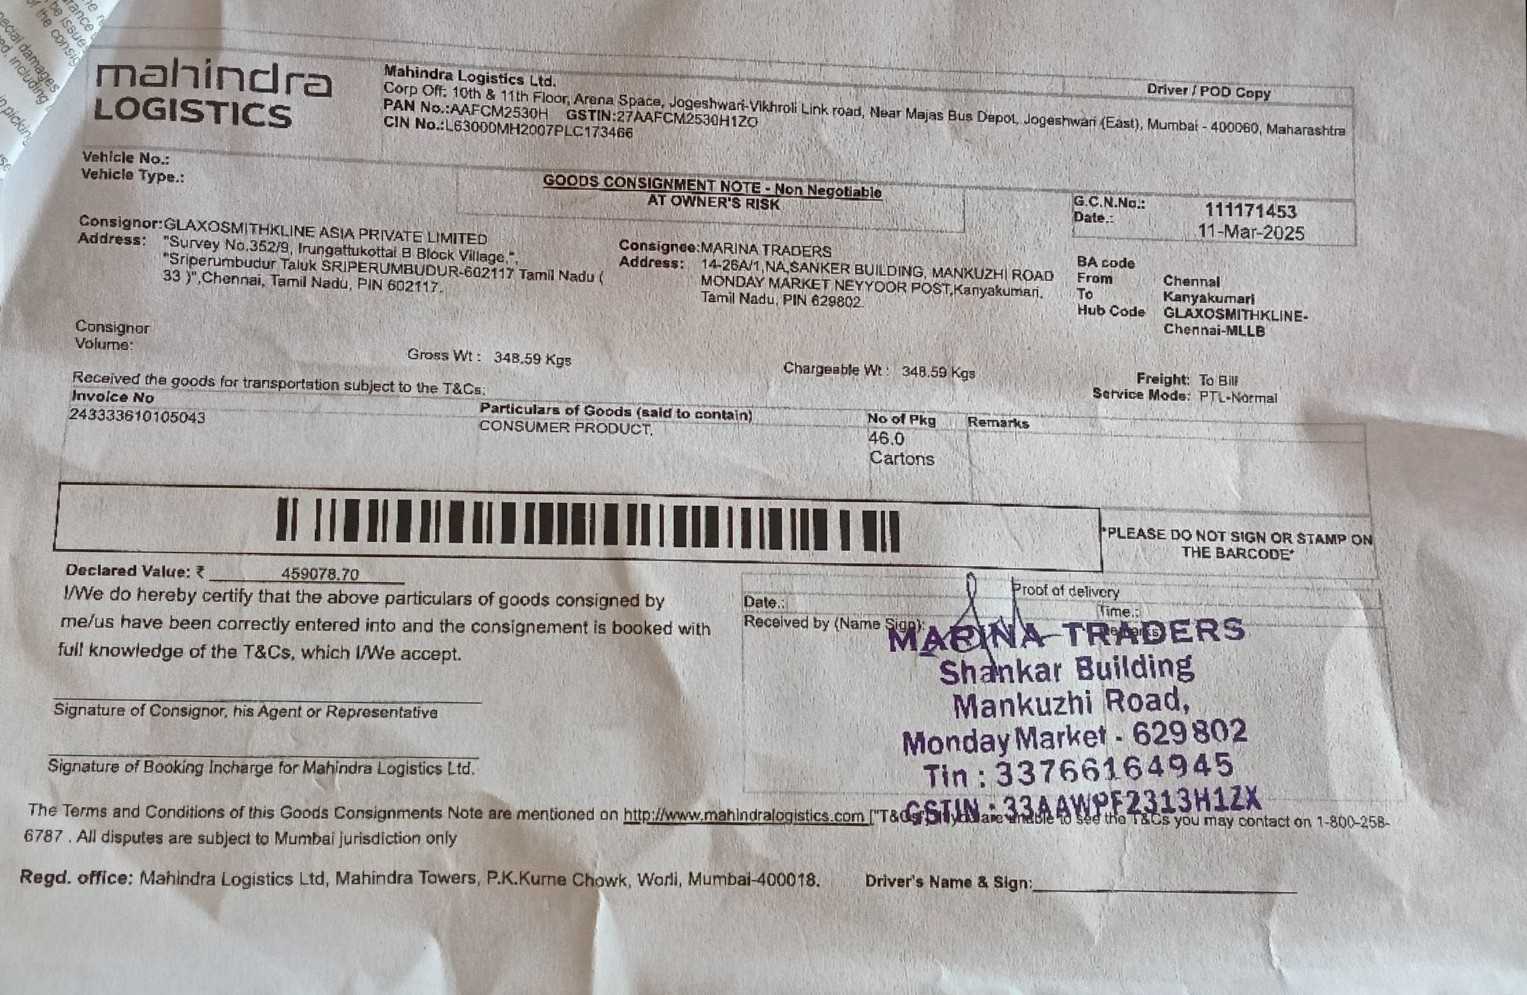 mahindra
LOGISTICS
Mahindra Logistics Ltd.
Corp Off: 10th & 11th Floor, Arena Space, Jogeshwari-Vikhroli Link road, Near Majas Bus Depot, Jogeshwari (East), Mumbai - 400060, Maharashtra
PAN No.:AAFCM2530H GSTIN:27AAFCM2530H1ZO
CIN No.:L63000MH2007PLC173466
Driver / POD Copy
Vehicle No.:
Vehicle Type.:
GOODS CONSIGNMENT NOTE - Non Negotiable
AT OWNER'S RISK
G.C.N.No.: 111171453
Date.: 11-Mar-2025
Consignor:GLAXOSMITHKLINE ASIA PRIVATE LIMITED
Address: "Survey No.352/9, Irungattukottai B Block Village,",
"Sriperumbudur Taluk SRIPERUMBUDUR-602117 Tamil Nadu (
33 )",Chennai, Tamil Nadu, PIN 602117.
Consignee:MARINA TRADERS
Address: 14-26A/1,NA,SANKER BUILDING, MANKUZHI ROAD
MONDAY MARKET NEYYOOR POST,Kanyakumari.
Tamil Nadu, PIN 629802.
BA code
From Chennai
To Kanyakumari
Hub Code GLAXOSMITHKLINE-
Chennai-MLLB
Consignor
Volume:
Gross Wt : 348.59 Kgs
Chargeable Wt : 348.59 Kgs
Freight: To Bill
Service Mode: PTL-Normal
Received the goods for transportation subject to the T&Cs:
Invoice No Particulars of Goods (said to contain) No of Pkg Remarks
243333610105043 CONSUMER PRODUCT, 46.0
Cartons
*PLEASE DO NOT SIGN OR STAMP ON
THE BARCODE*
Declared Value: ₹ 459078.70
I/We do hereby certify that the above particulars of goods consigned by
me/us have been correctly entered into and the consignement is booked with
full knowledge of the T&Cs, which I/We accept.
Signature of Consignor, his Agent or Representative
Signature of Booking Incharge for Mahindra Logistics Ltd.
Proof of delivery
Date.: Time.:
Received by (Name Sign):
MARINA TRADERS
Shankar Building
Mankuzhi Road,
Monday Market - 629802
Tin : 33766164945
GSTIN : 33AAWPF2313H1ZX
The Terms and Conditions of this Goods Consignments Note are mentioned on http://www.mahindralogistics.com ["T&Cs see the T&Cs you may contact on 1-800-258-
6787 . All disputes are subject to Mumbai jurisdiction only
Regd. office: Mahindra Logistics Ltd, Mahindra Towers, P.K.Kurne Chowk, Worli, Mumbai-400018.
Driver's Name & Sign: